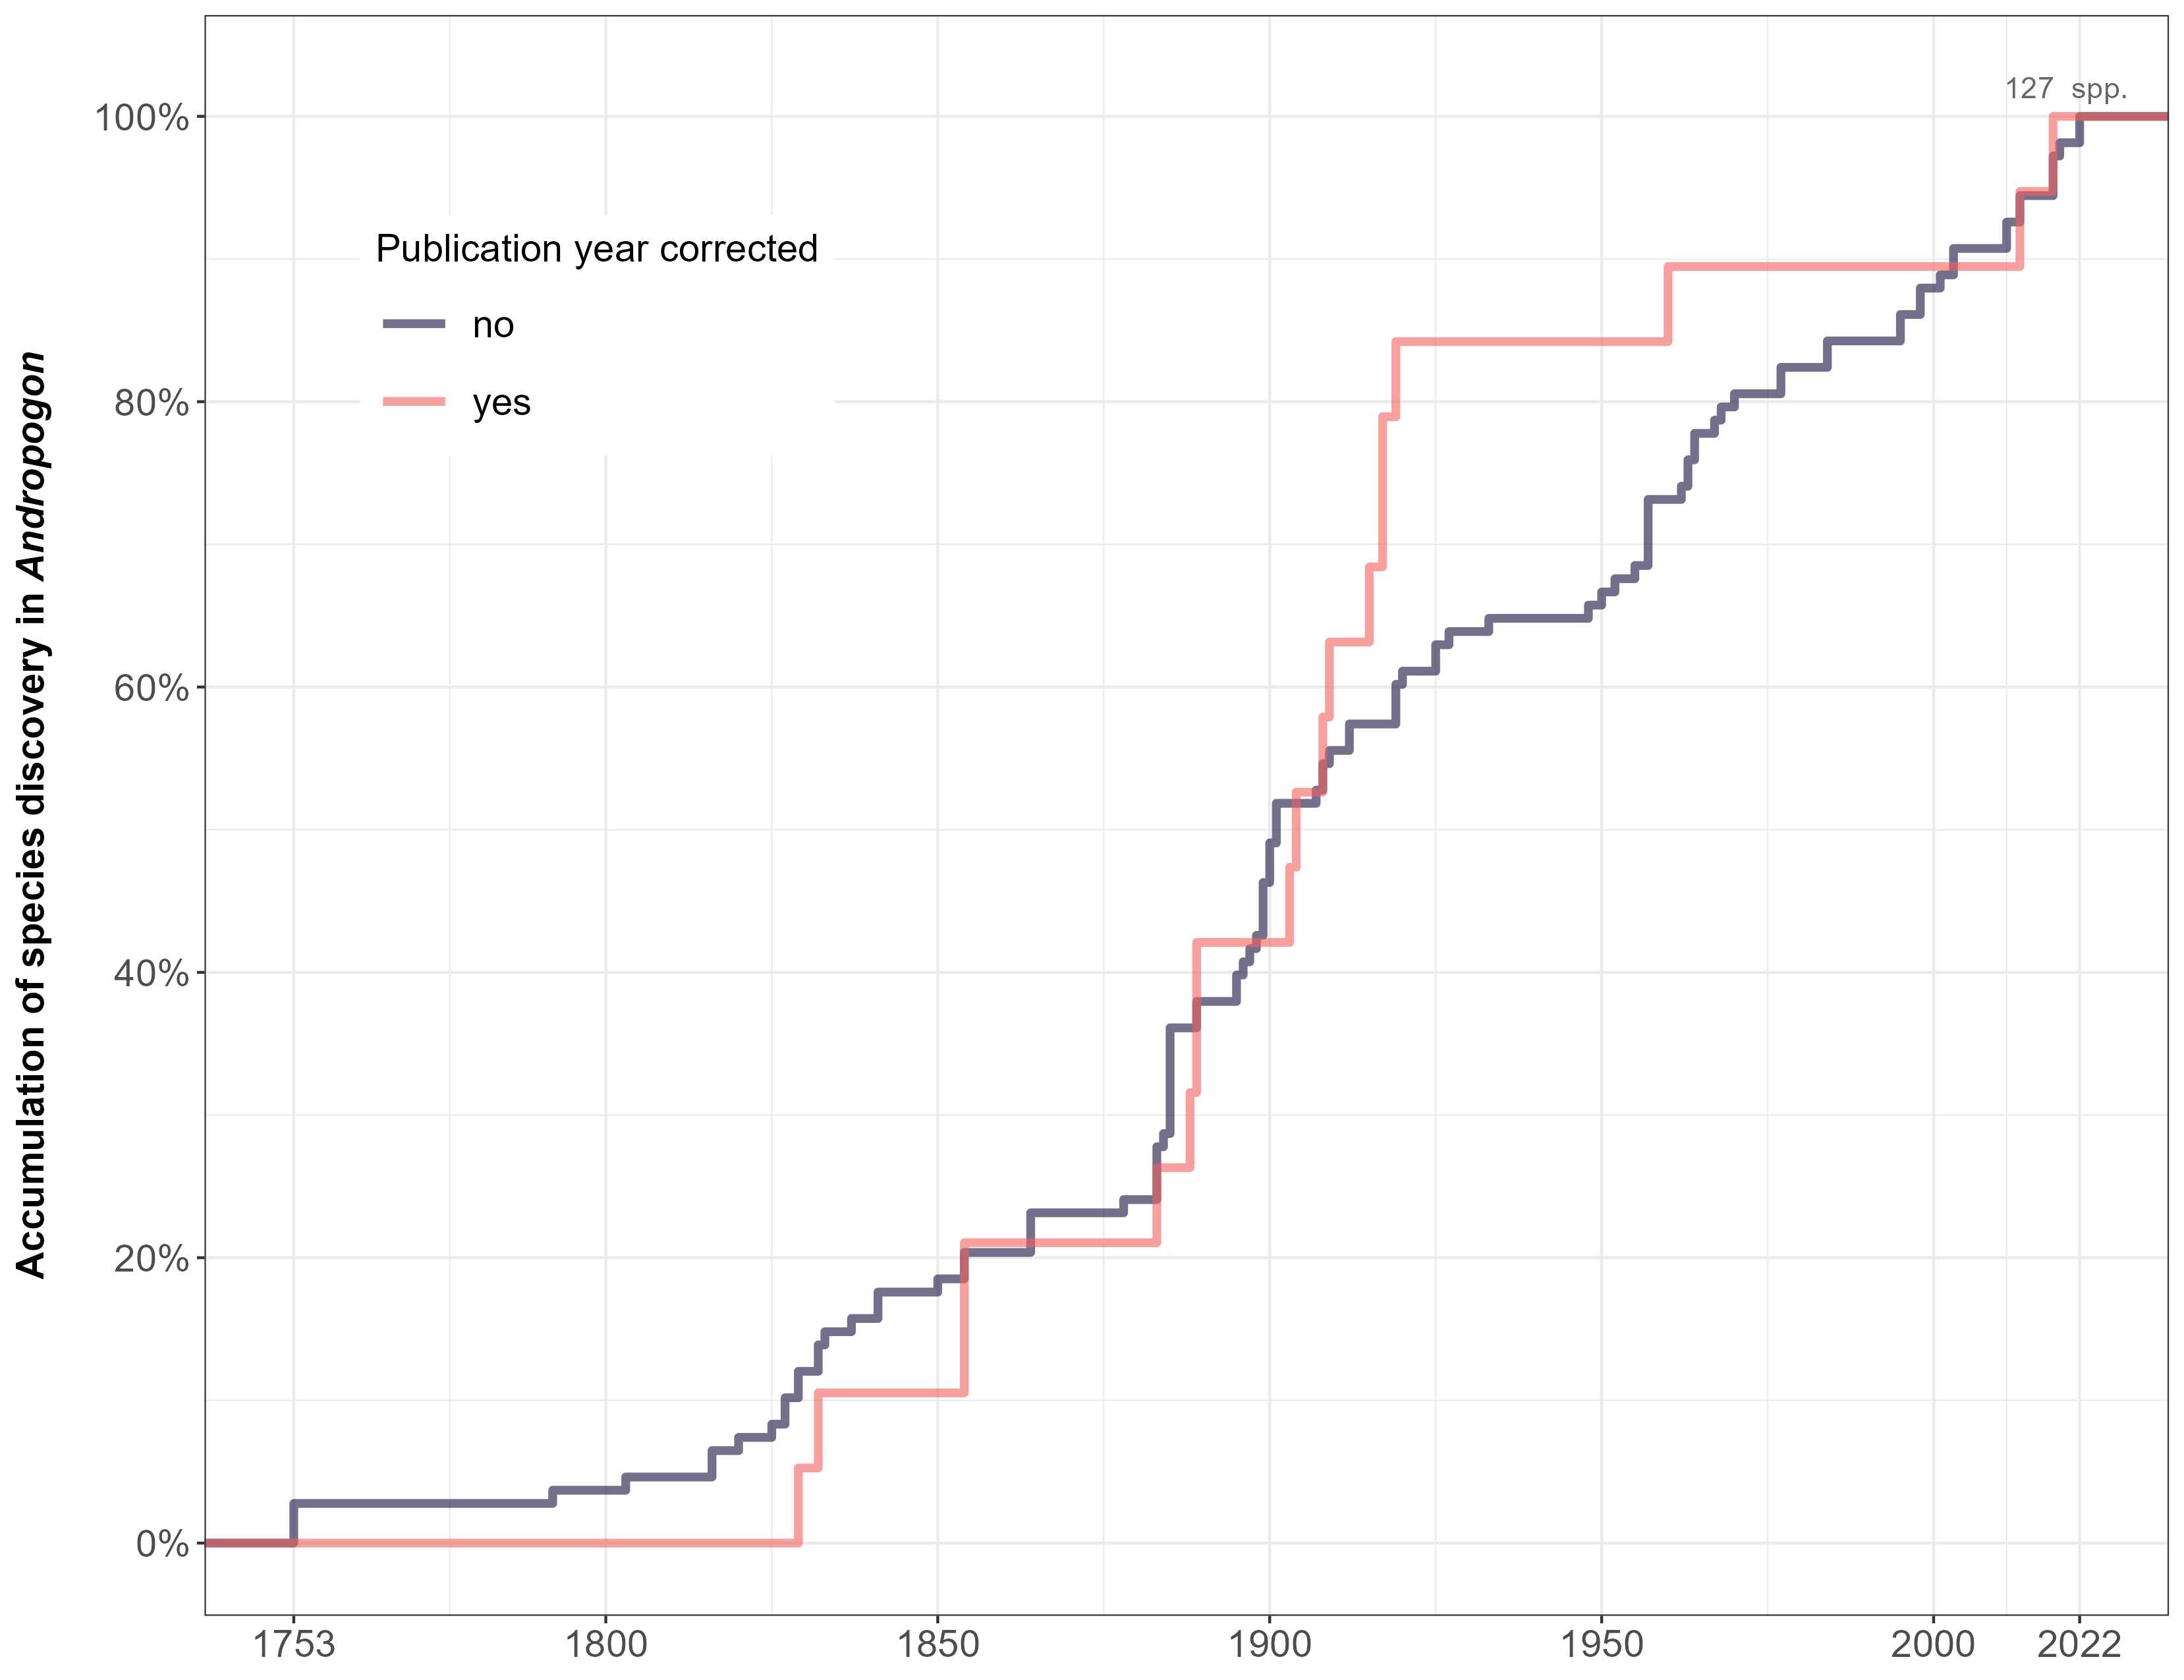 127 spp.
100%
80%
60%
40%
20%
0%
Accumulation of species discovery in Andropogon
Publication year corrected
no
yes
1753
1800
1850
1900
1950
2000
2022